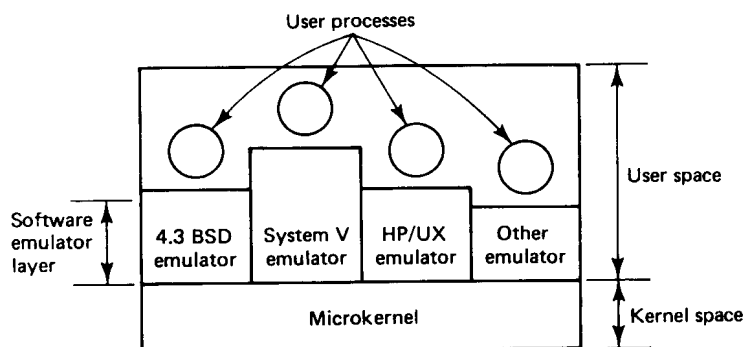 User processes
User space
Software
emulator
layer
4.3 BSD
emulator
System V
emulator
HP/UX
emulator
Other
emulator
Microkernel
Kernel space